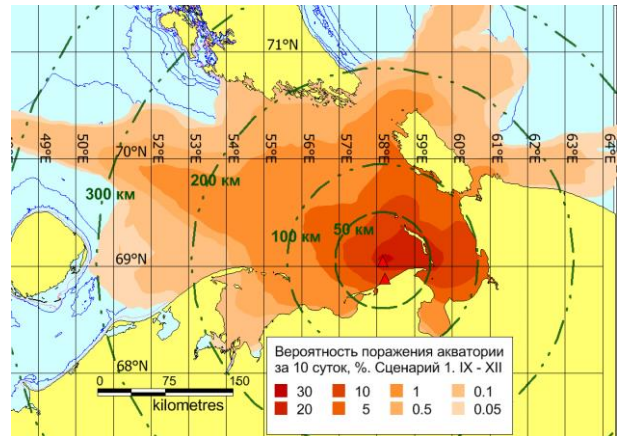 71°N
70°N
69°N
68°N
49°E
50°E
52°E
53°E
54°E
55°E
56°E
57°E
58°E
59°E
60°E
62°E
63°E
64°E
300 км
200 км
100 км
50 км
0 75 150
kilometres
Вероятность поражения акватории
за 10 суток, %. Сценарий 1. IX - XII
30 10 1 0.1
20 5 0.5 0.05